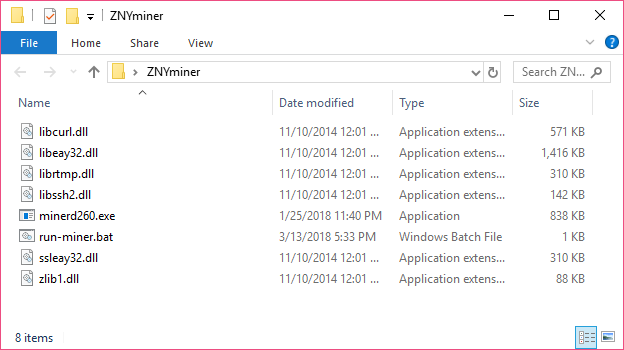 ZNYminer
File Home Share View
ZNYminer Search ZN...
Name Date modified Type Size
libcurl.dll 11/10/2014 12:01 ... Application extens... 571 KB
libeay32.dll 11/10/2014 12:01 ... Application extens... 1,416 KB
librtmp.dll 11/10/2014 12:01 ... Application extens... 310 KB
libssh2.dll 11/10/2014 12:01 ... Application extens... 142 KB
minerd260.exe 1/25/2018 11:40 PM Application 838 KB
run-miner.bat 3/13/2018 5:33 PM Windows Batch File 1 KB
ssleay32.dll 11/10/2014 12:01 ... Application extens... 310 KB
zlib1.dll 11/10/2014 12:01 ... Application extens... 88 KB
8 items